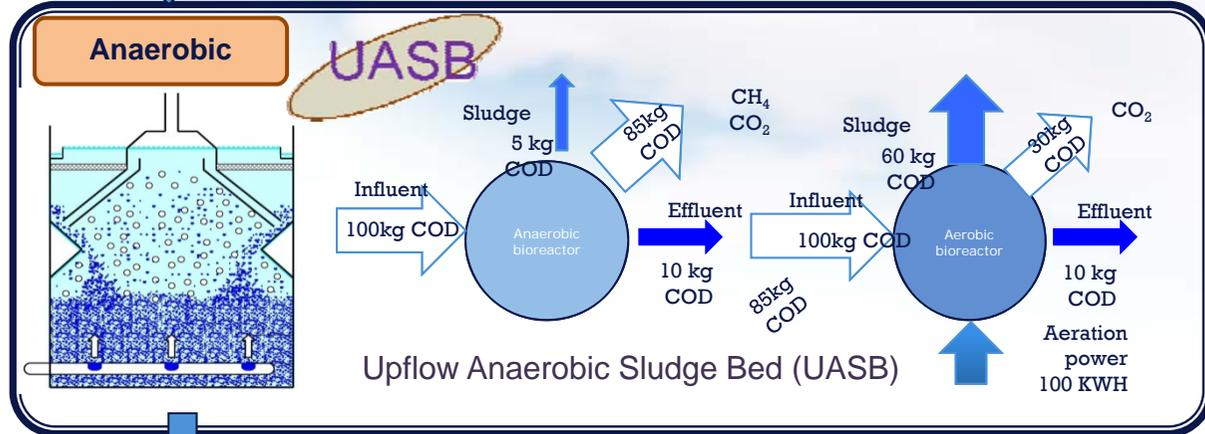 Anaerobic
UASB
Sludge
5 kg
COD
85kg
COD
CH₄
CO₂
Influent
100kg COD
Anaerobic
bioreactor
Effluent
10 kg
COD
Sludge
60 kg
COD
30kg
COD
CO₂
Influent
100kg COD
Aerobic
bioreactor
Effluent
10 kg
COD
85kg
COD
Aeration
power
100 KWH
Upflow Anaerobic Sludge Bed (UASB)